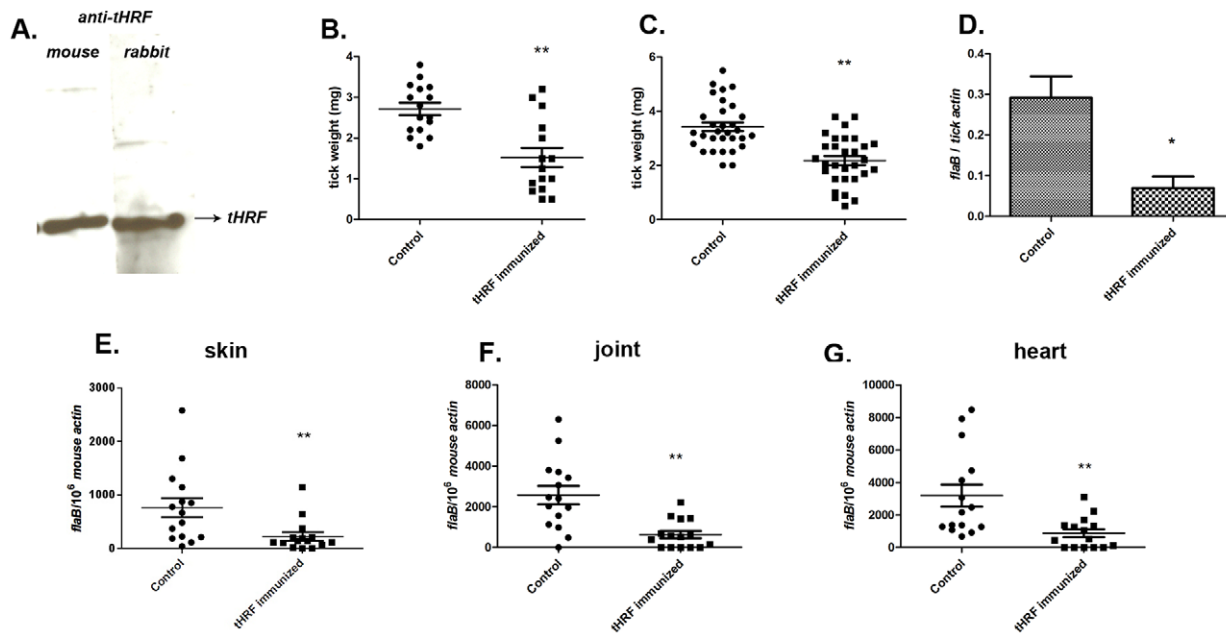 A.
anti-tHRF
mouse rabbit
tHRF
B.
**
tick weight (mg)
4
3
2
1
0
Control
tHRF immunized
C.
**
tick weight (mg)
6
4
2
0
Control
tHRF immunized
D.
*
flaB / tick actin
0.3
0.2
0.1
0.0
Control
tHRF immunized
E.
skin
**
flaB/10⁶ mouse actin
3000
2000
1000
0
Control
tHRF immunized
F.
joint
**
flaB/10⁶ mouse actin
8000
6000
4000
2000
0
Control
tHRF immunized
G.
heart
**
flaB/10⁶ mouse actin
10000
8000
6000
4000
2000
0
Control
tHRF immunized